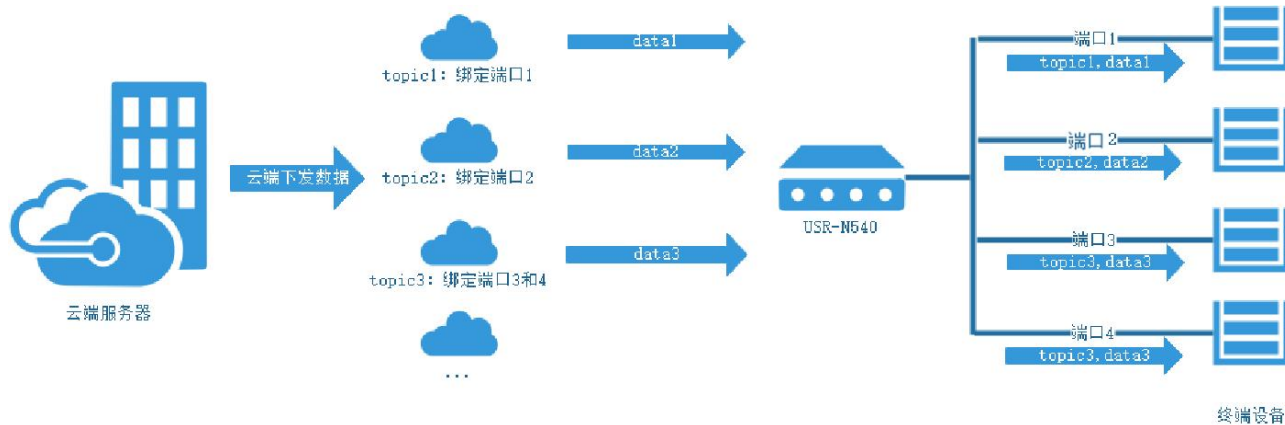 data1
topic1: 绑定端口1
端口1
topic1,data1
云端下发数据
data2
topic2: 绑定端口2
端口2
topic2,data2
USR-N540
data3
topic3: 绑定端口3和4
端口3
topic3,data3
云端服务器
端口4
topic3,data3
...
终端设备